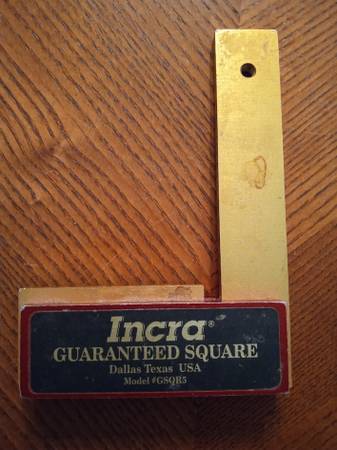 Incra®
GUARANTEED SQUARE
Dallas Texas USA
Model #GSQR5